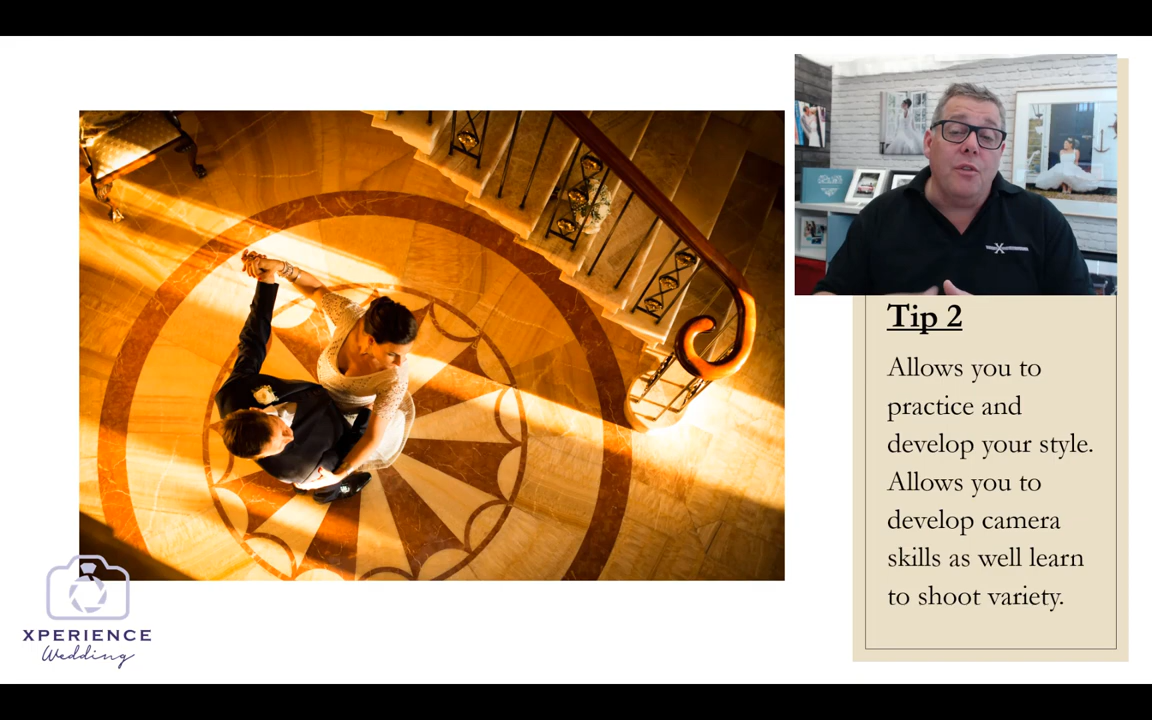 Tip 2
Allows you to
practice and
develop your style.
Allows you to
develop camera
skills as well learn
to shoot variety.
XPERIENCE
Wedding